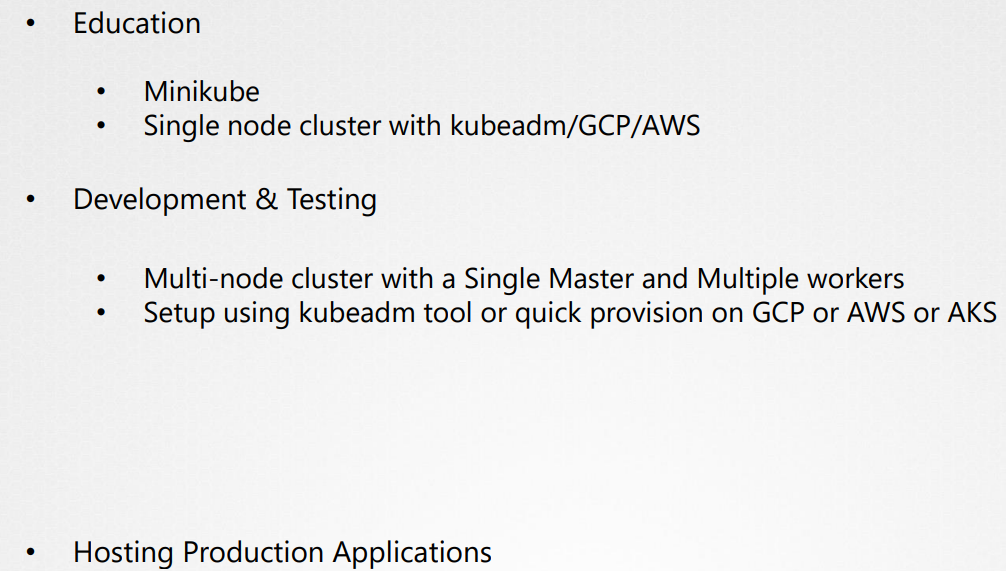 • Education
• Minikube
• Single node cluster with kubeadm/GCP/AWS
• Development & Testing
• Multi-node cluster with a Single Master and Multiple workers
• Setup using kubeadm tool or quick provision on GCP or AWS or AKS
• Hosting Production Applications